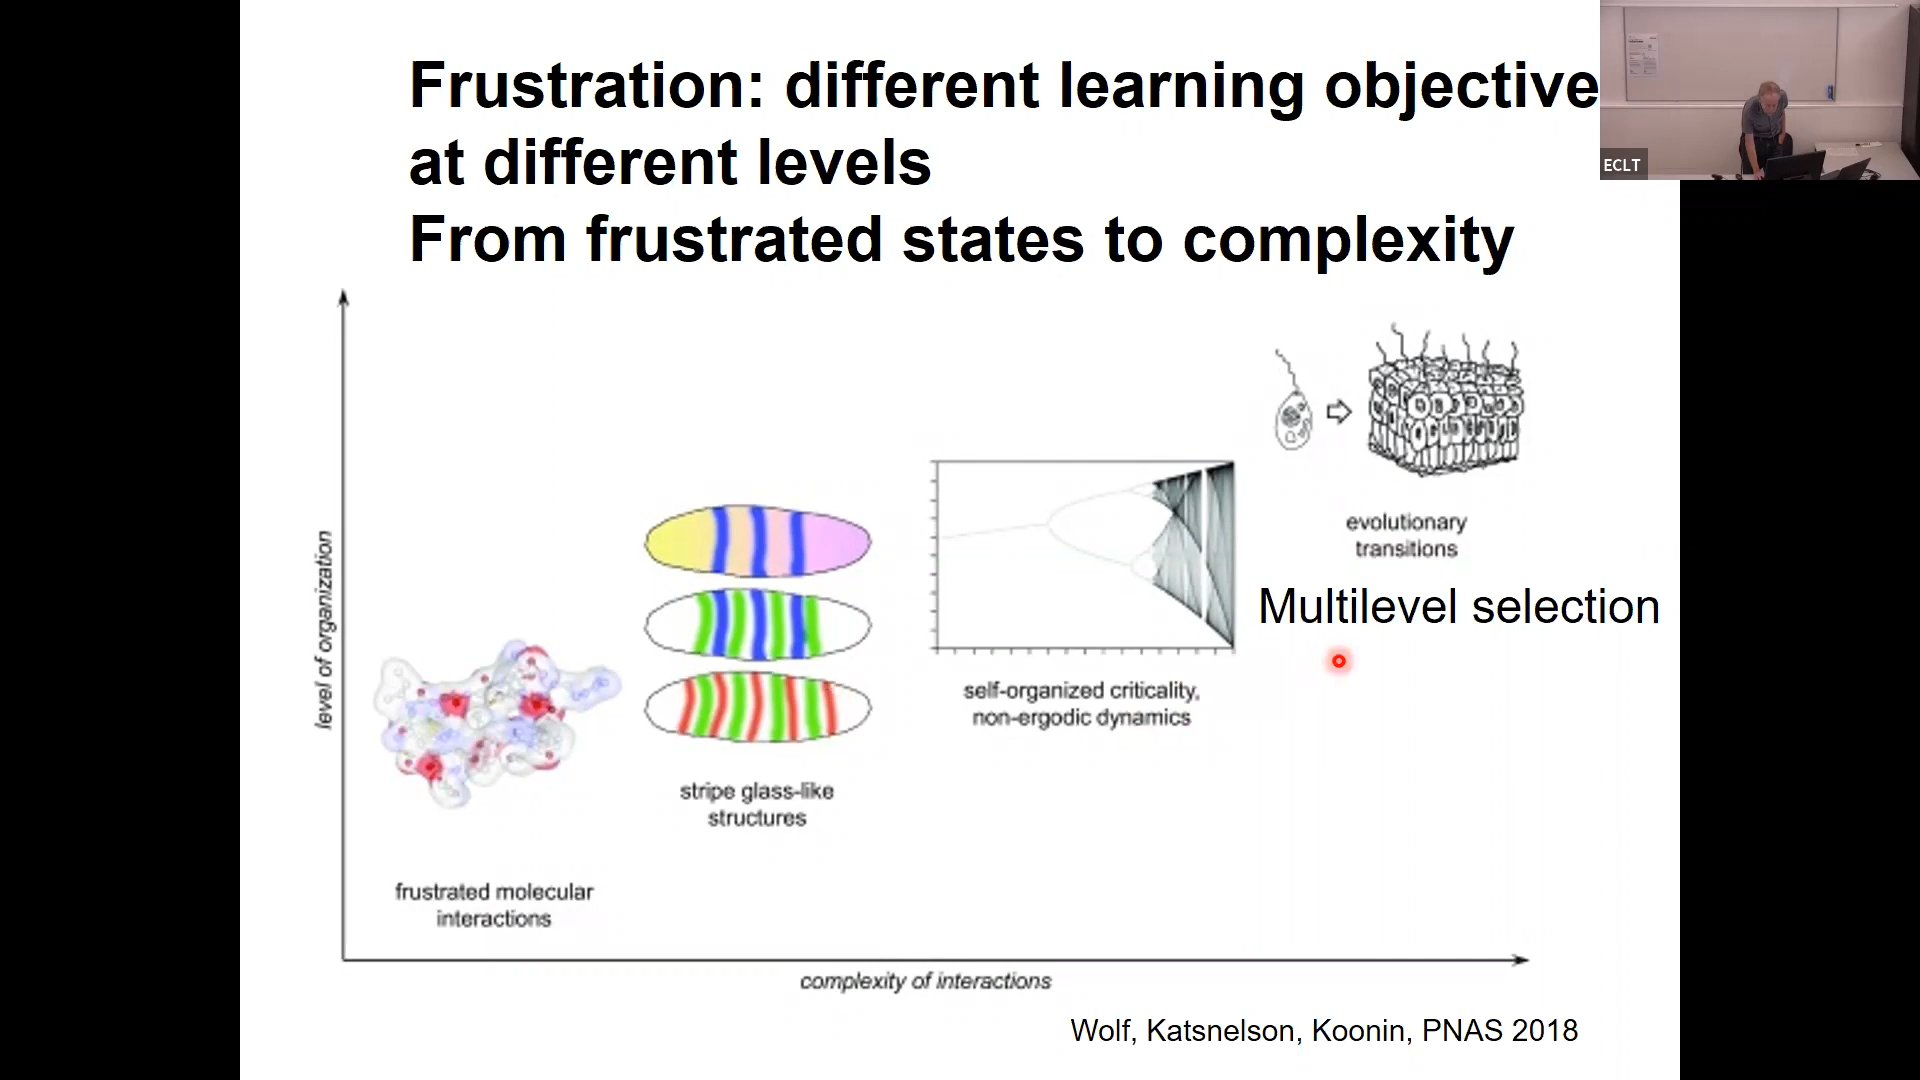 Frustration: different learning objective
at different levels
From frustrated states to complexity
ECLT
level of organization
evolutionary
transitions
Multilevel selection
self-organized criticality,
non-ergodic dynamics
stripe glass-like
structures
frustrated molecular
interactions
complexity of interactions
Wolf, Katsnelson, Koonin, PNAS 2018